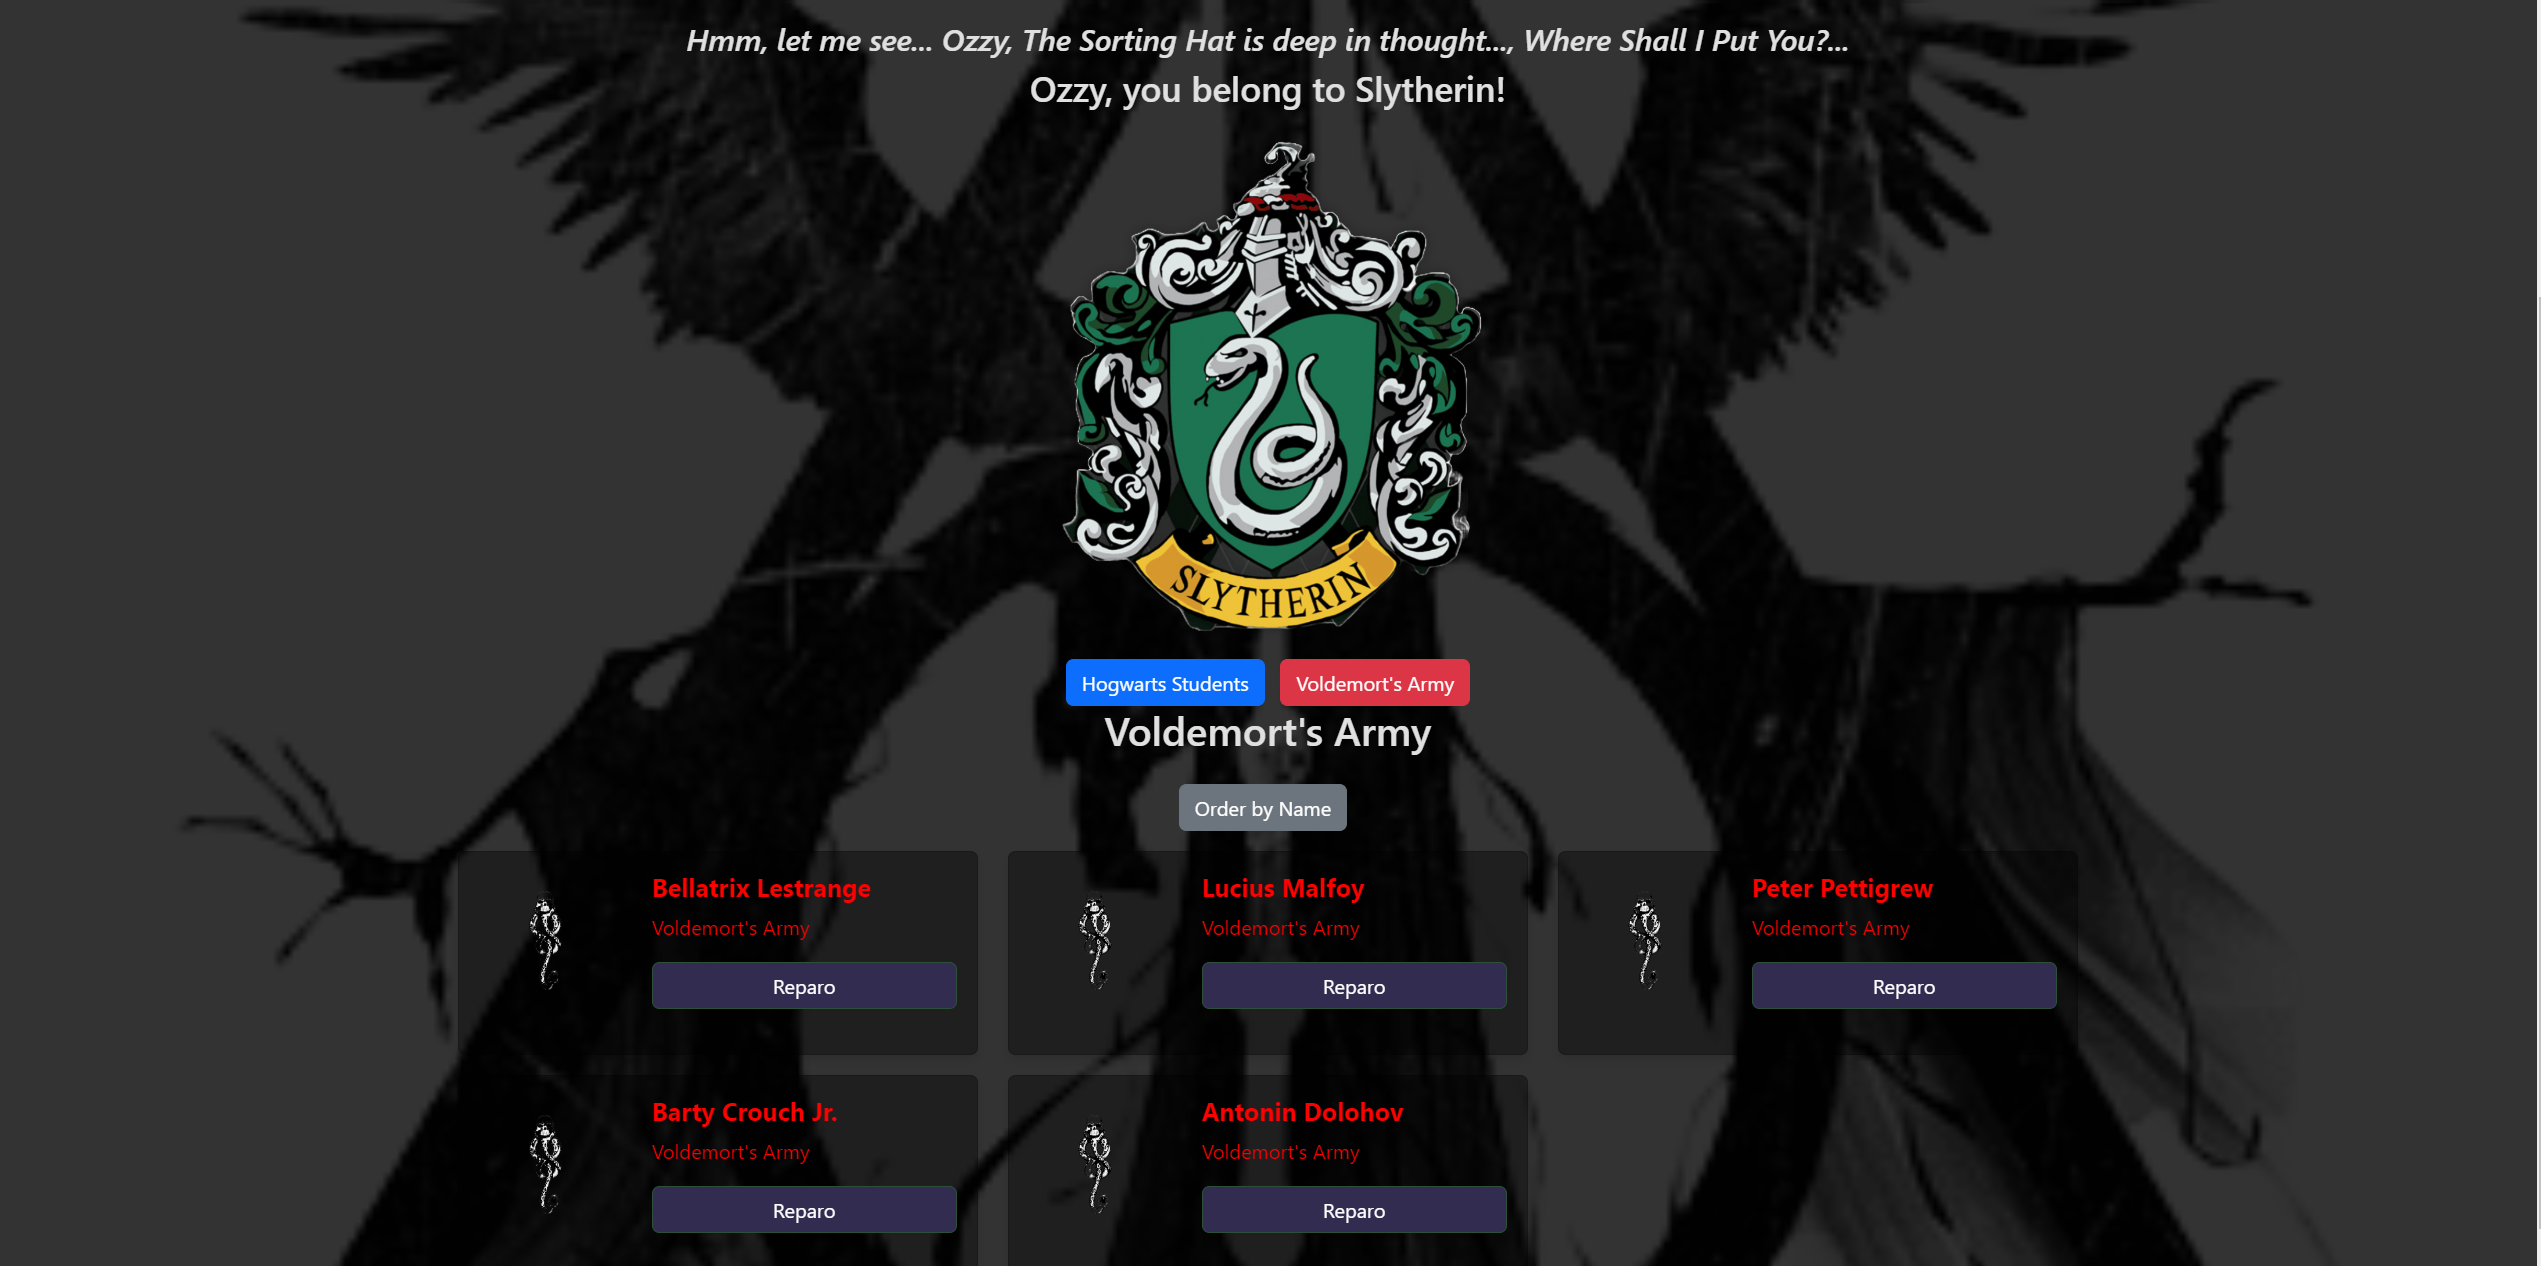 Hmm, let me see... Ozzy, The Sorting Hat is deep in thought..., Where Shall I Put You?...
Ozzy, you belong to Slytherin!
SLYTHERIN
Hogwarts Students
Voldemort's Army
Voldemort's Army
Order by Name
Bellatrix Lestrange
Voldemort's Army
Reparo
Lucius Malfoy
Voldemort's Army
Reparo
Peter Pettigrew
Voldemort's Army
Reparo
Barty Crouch Jr.
Voldemort's Army
Reparo
Antonin Dolohov
Voldemort's Army
Reparo